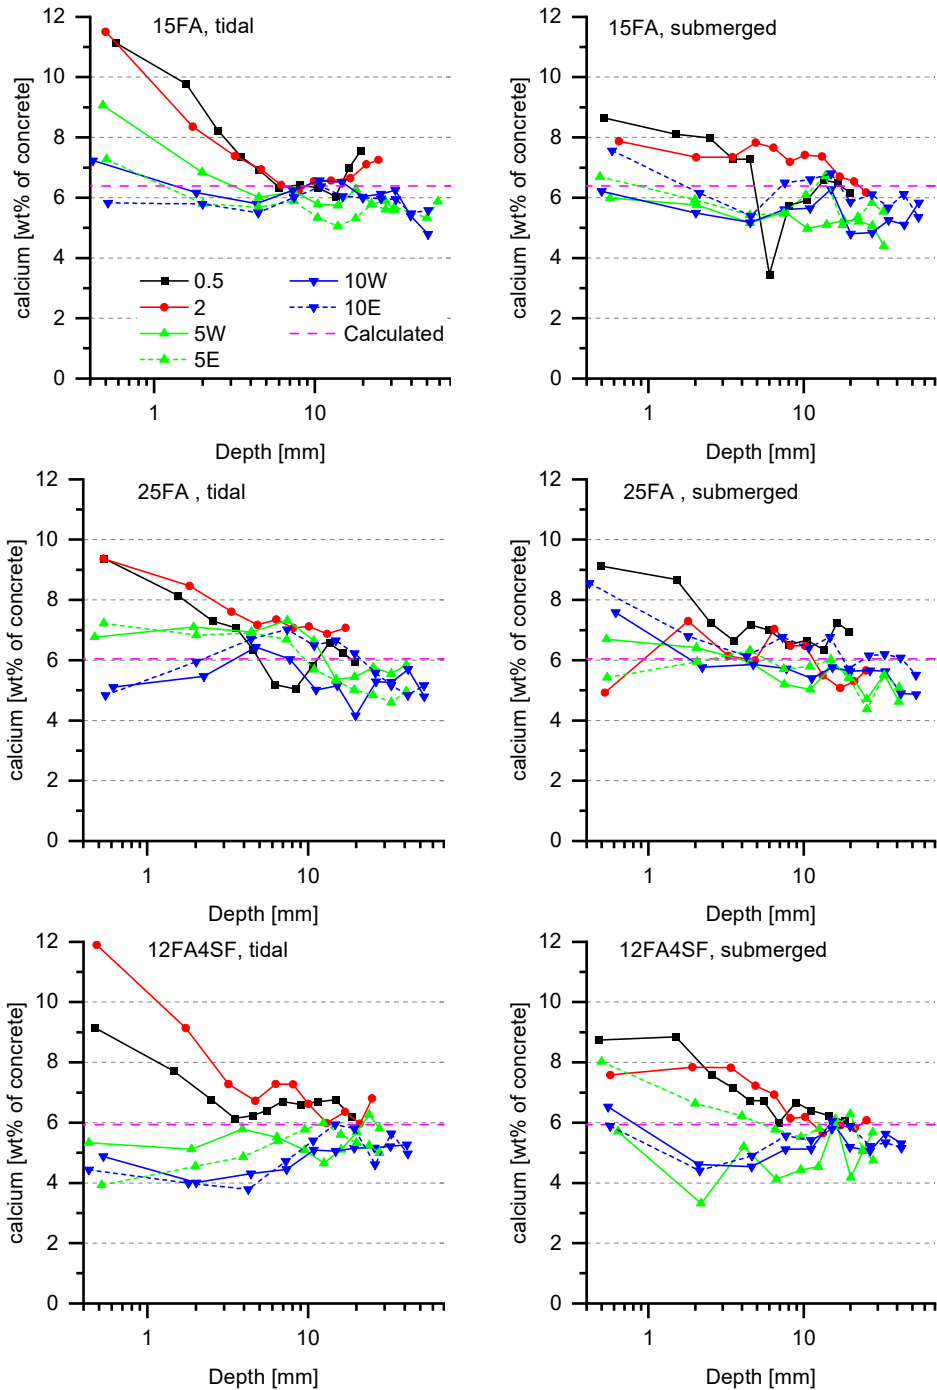 15FA, tidal
12
10
8
6
4
2
0
calcium [wt% of concrete]
0.5
2
5W
5E
10W
10E
Calculated
1
10
Depth [mm]
15FA, submerged
12
10
8
6
4
2
0
calcium [wt% of concrete]
1
10
Depth [mm]
25FA , tidal
12
10
8
6
4
2
0
calcium [wt% of concrete]
1
10
Depth [mm]
25FA , submerged
12
10
8
6
4
2
0
calcium [wt% of concrete]
1
10
Depth [mm]
12FA4SF, tidal
12
10
8
6
4
2
0
calcium [wt% of concrete]
1
10
Depth [mm]
12FA4SF, submerged
12
10
8
6
4
2
0
calcium [wt% of concrete]
1
10
Depth [mm]